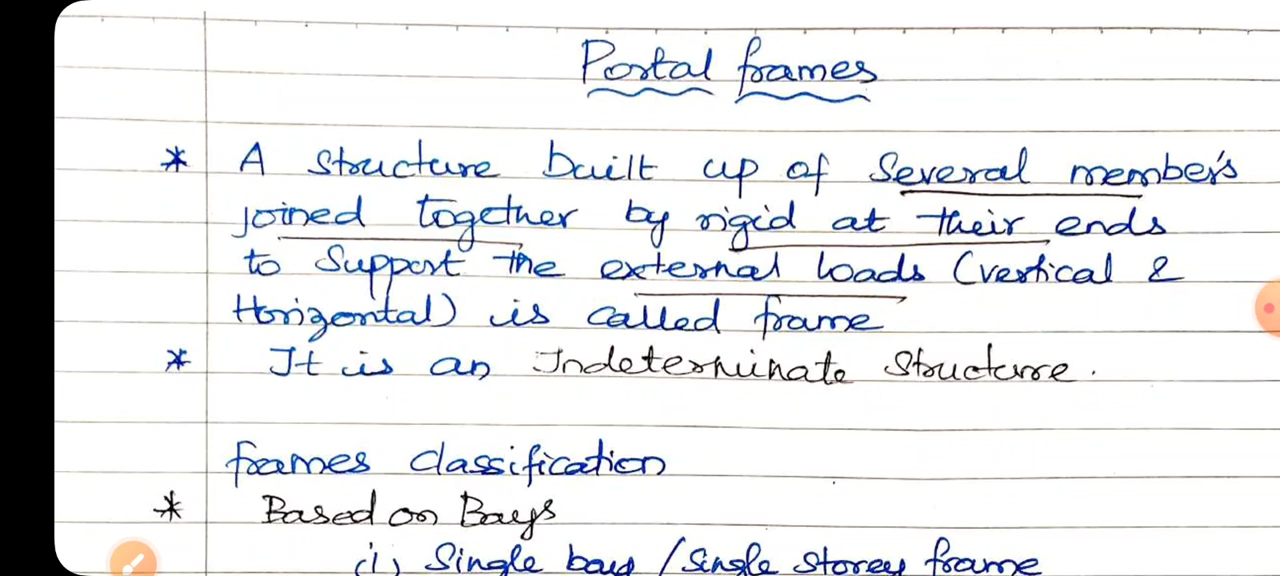 Portal frames
* A structure built up of Several member's
joined together by rigid at their ends
to Support the external loads (vertical &
Horizontal) is called frame
* It is an Indeterminate Structure.
frames classification
* Based on Bays
(i) Single bay / Single Storey frame